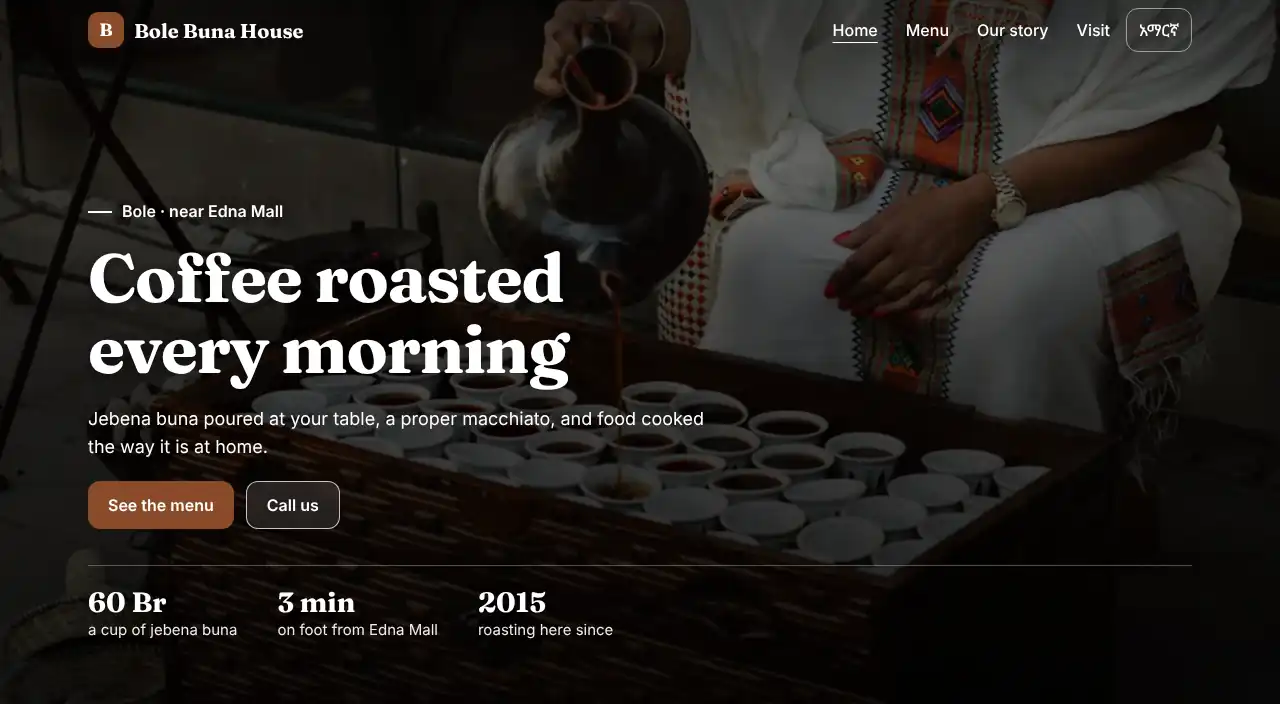 B Bole Buna House
Home Menu Our story Visit አማርኛ
Bole · near Edna Mall
Coffee roasted
every morning
Jebena buna poured at your table, a proper macchiato, and food cooked
the way it is at home.
See the menu Call us
60 Br 3 min 2015
a cup of jebena buna on foot from Edna Mall roasting here since